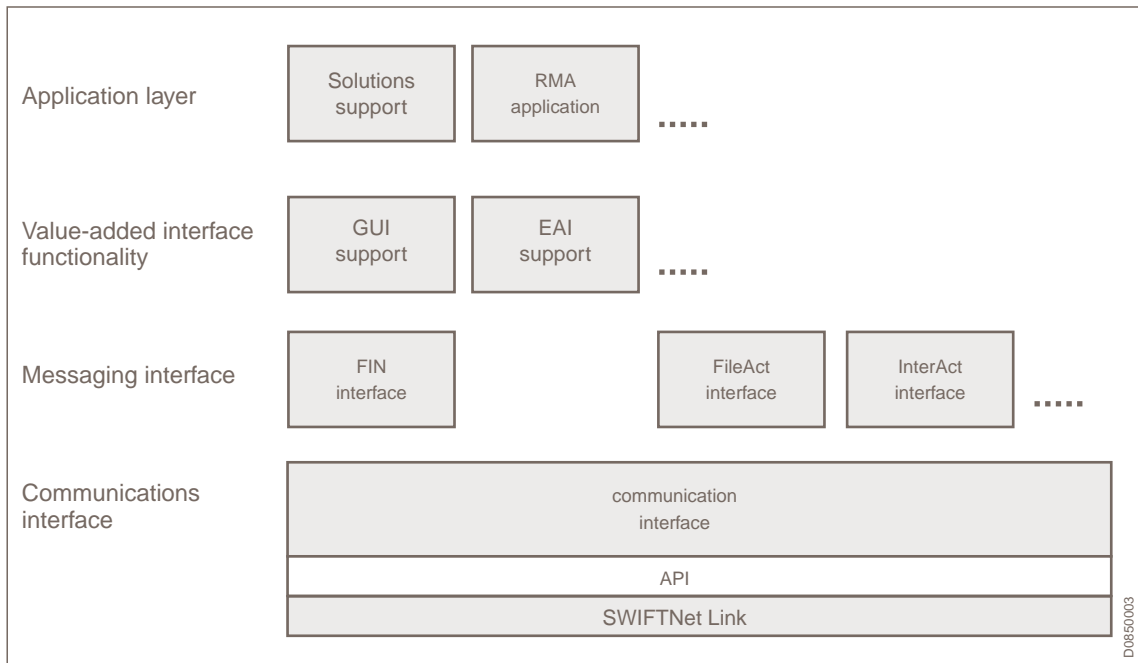 Application layer
Solutions
support
RMA
application
.....
Value-added interface
functionality
GUI
support
EAI
support
.....
Messaging interface
FIN
interface
FileAct
interface
InterAct
interface
.....
Communications
interface
communication
interface
API
SWIFTNet Link
D0850003